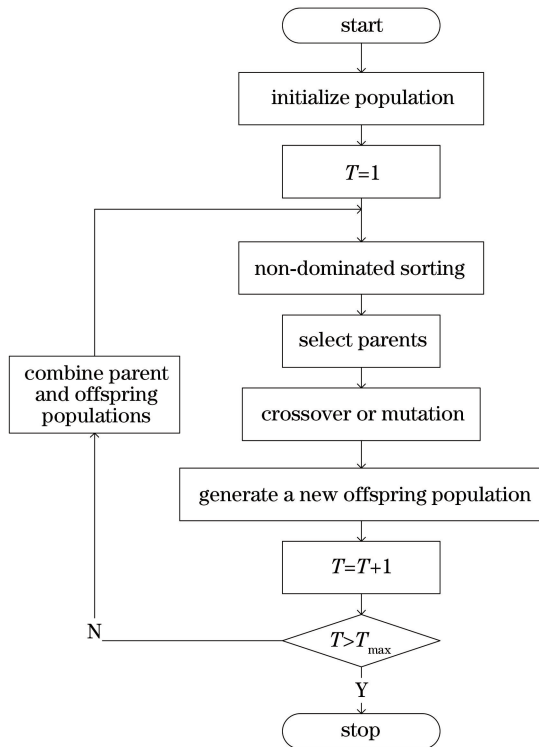 start
initialize population
T=1
non-dominated sorting
select parents
combine parent
and offspring
populations
crossover or mutation
generate a new offspring population
T=T+1
N
T>Tmax
Y
stop